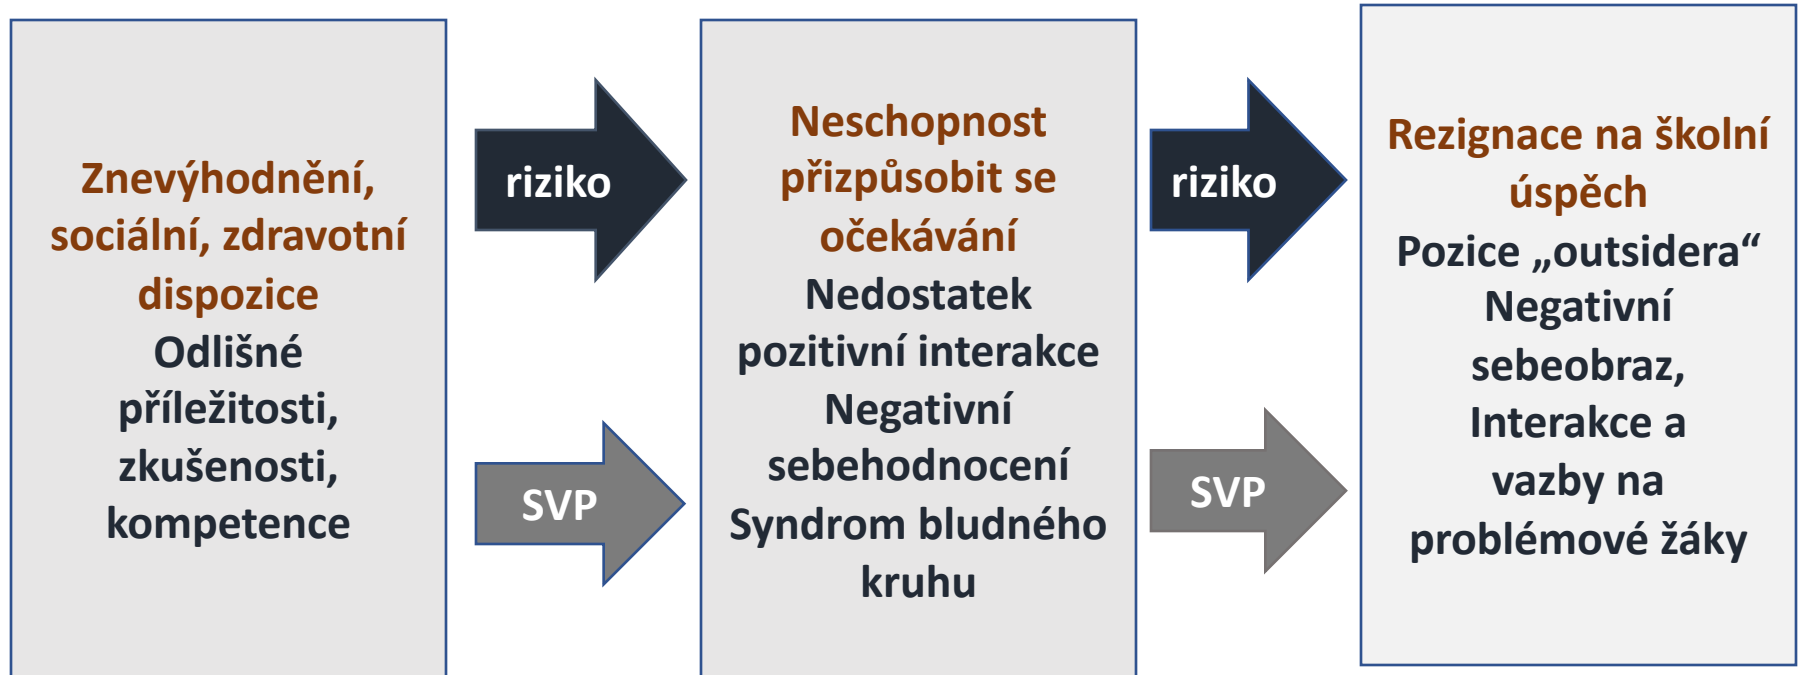 Znevýhodnění,
sociální, zdravotní
dispozice
Odlišné
příležitosti,
zkušenosti,
kompetence
riziko
SVP
Neschopnost
přizpůsobit se
očekávání
Nedostatek
pozitivní interakce
Negativní
sebehodnocení
Syndrom bludného
kruhu
riziko
SVP
Rezignace na školní
úspěch
Pozice „outsidera“
Negativní
sebeobraz,
Interakce a
vazby na
problémové žáky